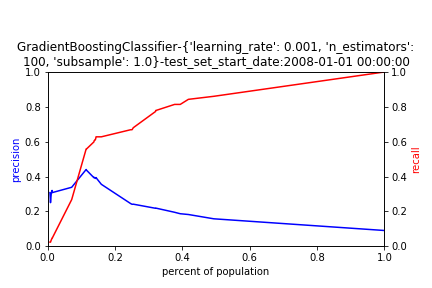 GradientBoostingClassifier-{'learning_rate': 0.001, 'n_estimators':
100, 'subsample': 1.0}-test_set_start_date:2008-01-01 00:00:00
1.0
0.8
0.6
0.4
0.2
0.0
precision
1.0
0.8
0.6
0.4
0.2
0.0
recall
0.0 0.2 0.4 0.6 0.8 1.0
percent of population